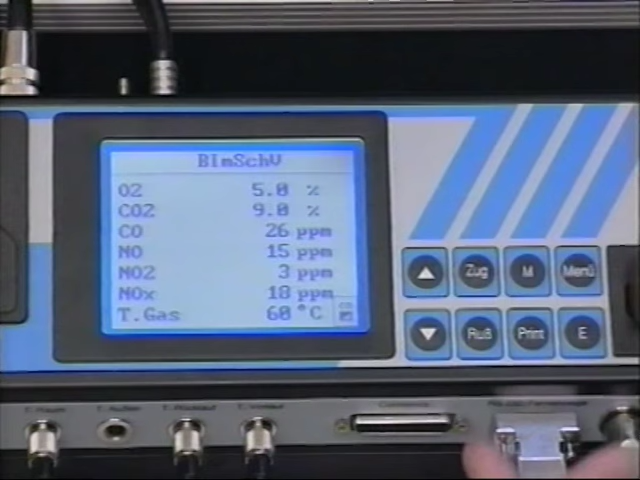 BImSchV
O2 5.0 %
CO2 9.0 %
CO 26 ppm
NO 15 ppm
NO2 3 ppm
NOx 18 ppm
T.Gas 60 °C
Zug M Menü
Ruß Print E